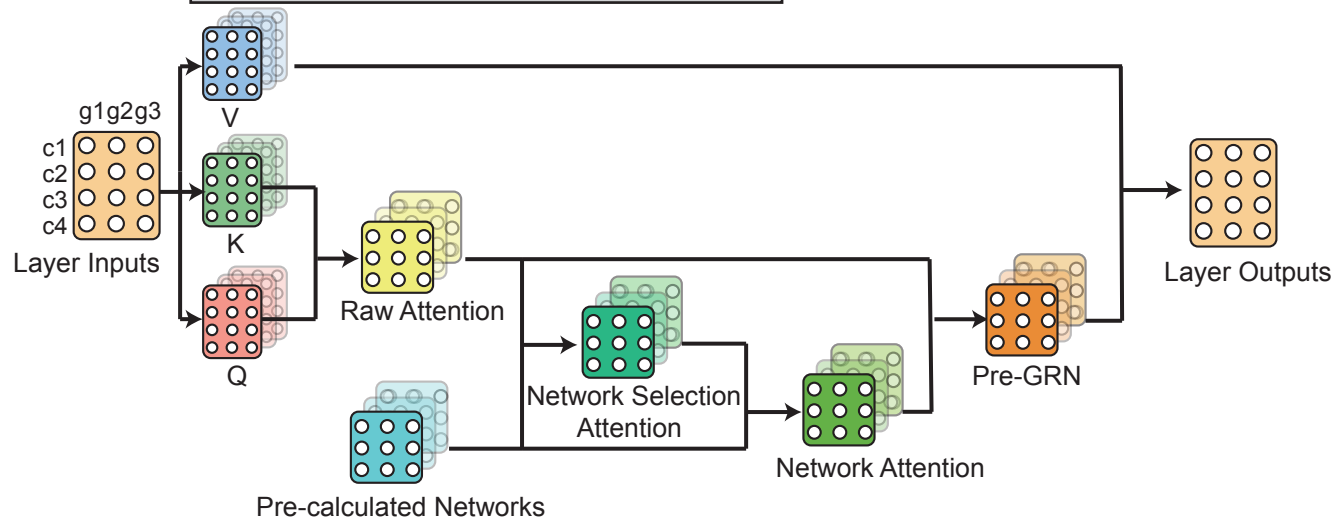 V
g1g2g3
c1
c2
c3
c4
Layer Inputs
K
Q
Raw Attention
Network Selection
Attention
Pre-calculated Networks
Network Attention
Pre-GRN
Layer Outputs